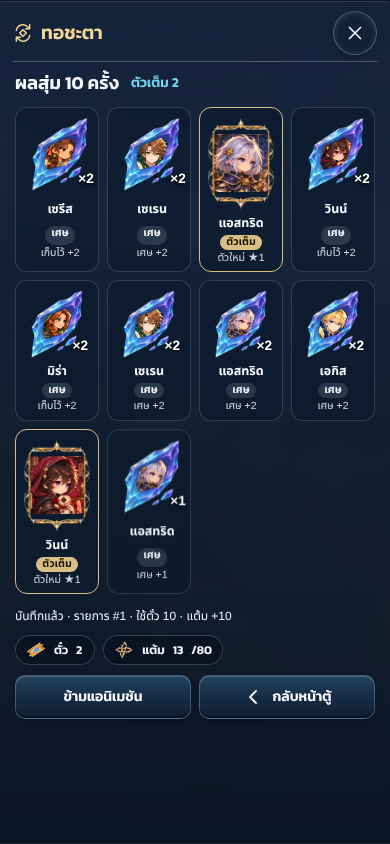 ทอชะตา
ผลสุ่ม 10 ครั้ง ตัวเต็ม 2
×2 ×2 ×2
เซรีส เซเรน แอสทริด วินน์
เศษ เศษ ตัวเต็ม เศษ
เก็บไว้ +2 เศษ +2 ตัวใหม่ ★1 เก็บไว้ +2
×2 ×2 ×2 ×2
มิร่า เซเรน แอสทริด เอกิส
เศษ เศษ เศษ เศษ
เก็บไว้ +2 เศษ +2 เศษ +2 เศษ +2
×1
วินน์ แอสทริด
ตัวเต็ม เศษ
ตัวใหม่ ★1 เศษ +1
บันทึกแล้ว · รายการ #1 · ใช้ตั๋ว 10 · แต้ม +10
ตั๋ว 2 แต้ม 13 /80
ข้ามแอนิเมชัน กลับหน้าตู้